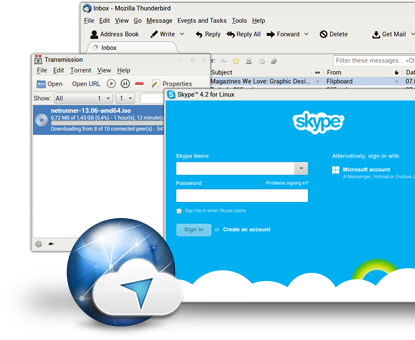 Inbox - Mozilla Thunderbird
File Edit View Go Message Events and Tasks Tools Help
Address Book Write Reply Reply All Forward Delete Get Mail
Inbox
Filter these messages... <Ct
Subject From Date
Magazines We Love: Graphic Desi... Flipboard 07.0
Transmission
File Edit Torrent View Help
Open Open URL Properties
Show: All 1 1
netrunner-13.06-amd64.iso
6,72 MB of 1,43 GB (0,4%) - 1 hour(s), 12 minute(s
Downloading from 8 of 10 connected peer(s) - 547
Skype™ 4.2 for Linux
skype
Skype Name
Alternatively, sign in with
Microsoft account
A Messenger, Hotmail or Outlook.c
Password Problems signing in?
Sign me in when Skype starts
Sign in or Create an account